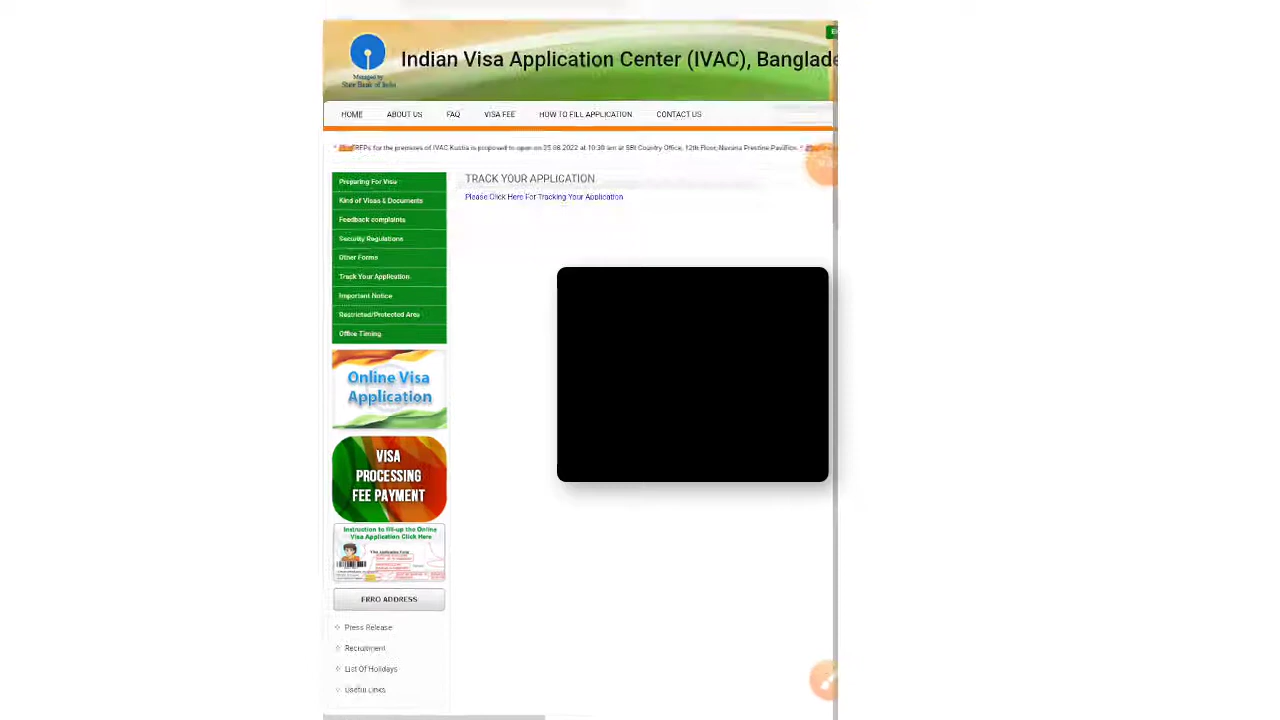 Indian Visa Application Center (IVAC), Banglade
Managed by
State Bank of India
HOME ABOUT US FAQ VISA FEE HOW TO FILL APPLICATION CONTACT US
RFPs for the premises of IVAC Kustia is proposed to open on 25.08.2022 at 10:30 am at SBI Country Office, 12th Floor, Navana Prestine Pavillion.
Preparing For Visa
Kind of Visas & Documents
Feedback complaints
Security Regulations
Other Forms
Track Your Application
Important Notice
Restricted/Protected Area
Office Timing
TRACK YOUR APPLICATION
Please Click Here For Tracking Your Application
Online Visa
Application
VISA
PROCESSING
FEE PAYMENT
Instruction to fill-up the Online
Visa Application Click Here
FRRO ADDRESS
Press Release
Recruitment
List Of Holidays
Useful Links